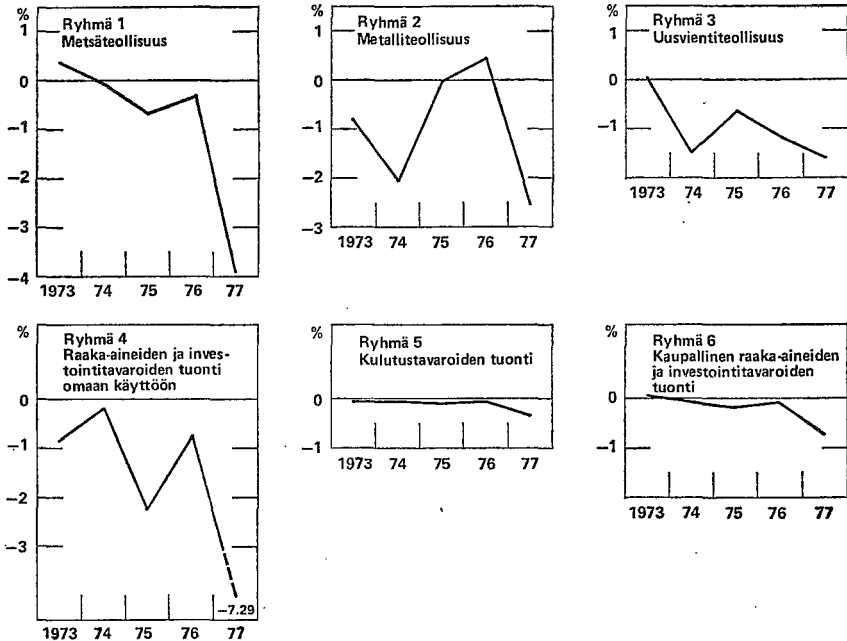 %
Ryhmä 1
Metsäteollisuus
1
0
−1
−2
−3
−4
1973 74 75 76 77
%
Ryhmä 2
Metalliteollisuus
1
0
−1
−2
−3
1973 74 75 76 77
%
Ryhmä 3
Uusvientiteollisuus
1
0
−1
1973 74 75 76 77
%
Ryhmä 4
Raaka-aineiden ja inves-
tointitavaroiden tuonti
omaan käyttöön
0
−1
−2
−3
−7.29
1973 74 75 76 77
%
Ryhmä 5
Kulutustavaroiden tuonti
0
−1
1973 74 75 76 77
%
Ryhmä 6
Kaupallinen raaka-aineiden
ja investointitavaroiden
tuonti
0
−1
1973 74 75 76 77